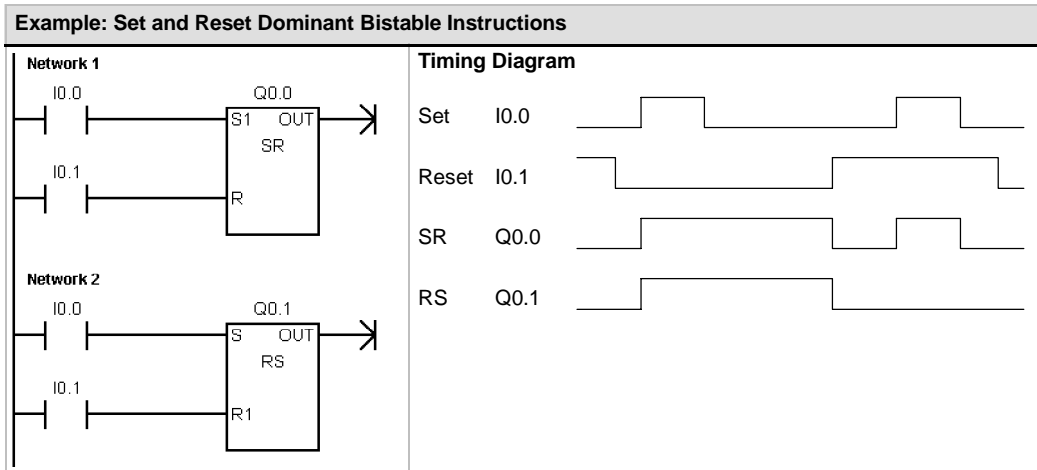 Example: Set and Reset Dominant Bistable Instructions
Network 1
I0.0
Q0.0
S1 OUT
SR
I0.1
R
Network 2
I0.0
Q0.1
S OUT
RS
I0.1
R1
Timing Diagram
Set I0.0
Reset I0.1
SR Q0.0
RS Q0.1